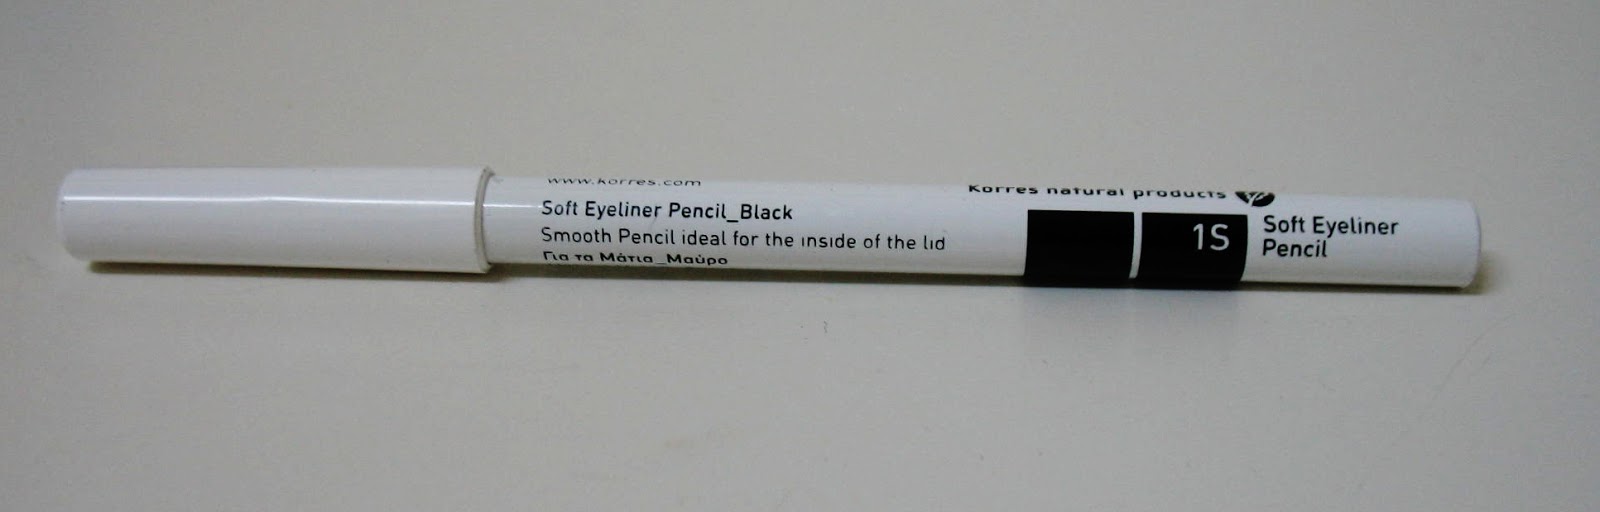 www.korres.com
Soft Eyeliner Pencil_Black
Smooth Pencil ideal for the inside of the lid
Για τα Μάτια_Μαύρο
Korres natural products
1S
Soft Eyeliner
Pencil